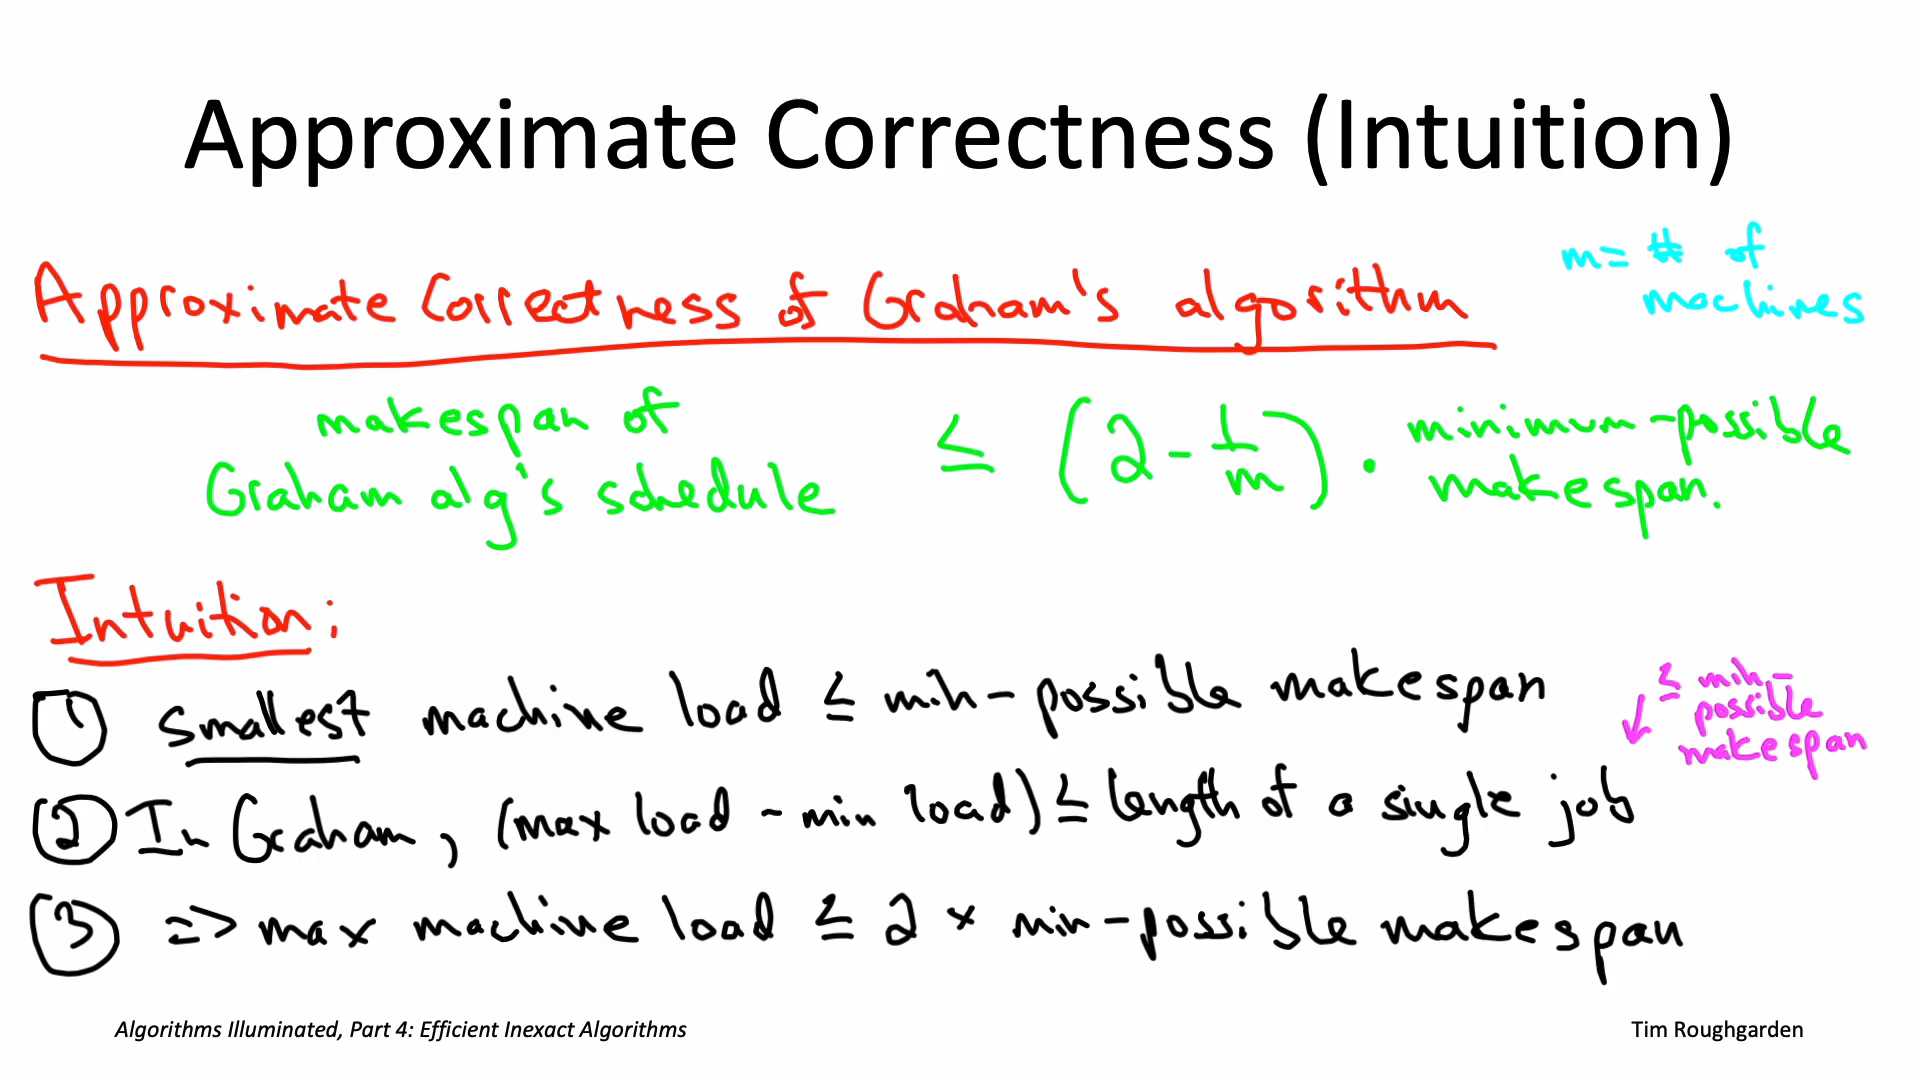 Approximate Correctness (Intuition)
m = # of
machines
Approximate Correctness of Graham's algorithm
makespan of
Graham alg's schedule
≤ (2 - 1/m) ·
minimum-possible
makespan.
Intuition:
① smallest machine load ≤ min-possible makespan
≤ min-
possible
makespan
② In Graham, (max load - min load) ≤ length of a single job
③ => max machine load ≤ 2 × min-possible makespan
Algorithms Illuminated, Part 4: Efficient Inexact Algorithms
Tim Roughgarden